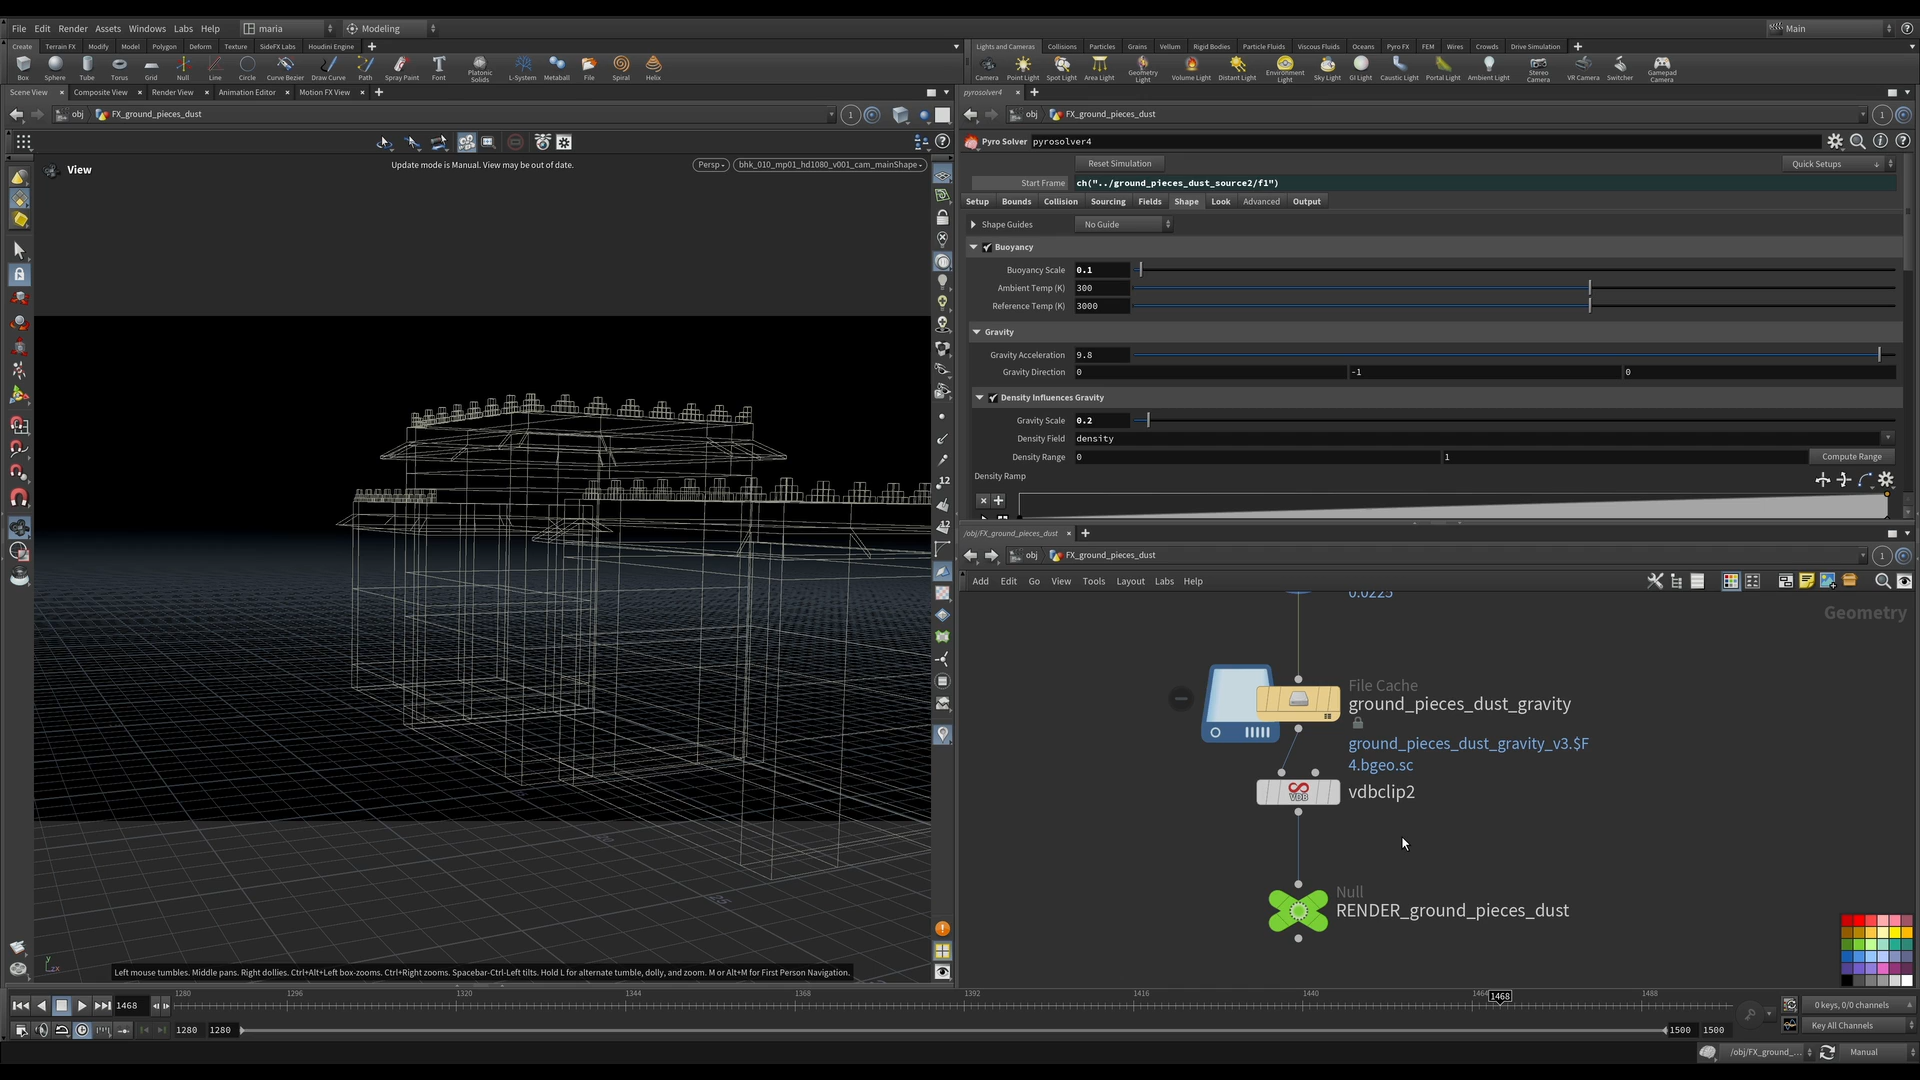 File Edit Render Assets Windows Labs Help maria Modeling Main
Create Terrain FX Modify Model Polygon Deform Texture SideFX Labs Houdini Engine
Box Sphere Tube Torus Grid Null Line Circle Curve Bezier Draw Curve Path Spray Paint Font Platonic Solids L-System Metaball File Spiral Helix
Lights and Cameras Collisions Particles Grains Vellum Rigid Bodies Particle Fluids Viscous Fluids Oceans Pyro FX FEM Wires Crowds Drive Simulation
Camera Point Light Spot Light Area Light Geometry Light Volume Light Distant Light Environment Light Sky Light GI Light Caustic Light Portal Light Ambient Light Stereo Camera VR Camera Switcher Gamepad Camera
Scene View Composite View Render View Animation Editor Motion FX View
obj FX_ground_pieces_dust 1
View
Update mode is Manual. View may be out of date.
Persp bhk_010_mp01_hd1080_v001_cam_mainShape
12
12
Left mouse tumbles. Middle pans. Right dollies. Ctrl+Alt+Left box-zooms. Ctrl+Right zooms. Spacebar-Ctrl-Left tilts. Hold L for alternate tumble, dolly, and zoom. M or Alt+M for First Person Navigation.
pyrosolver4
obj FX_ground_pieces_dust 1
Pyro Solver pyrosolver4
Reset Simulation Quick Setups
Start Frame ch("../ground_pieces_dust_source2/f1")
Setup Bounds Collision Sourcing Fields Shape Look Advanced Output
Shape Guides No Guide
Buoyancy
Buoyancy Scale 0.1
Ambient Temp (K) 300
Reference Temp (K) 3000
Gravity
Gravity Acceleration 9.8
Gravity Direction 0 -1 0
Density Influences Gravity
Gravity Scale 0.2
Density Field density
Density Range 0 1 Compute Range
Density Ramp
/obj/FX_ground_pieces_dust
obj FX_ground_pieces_dust 1
Add Edit Go View Tools Layout Labs Help
0.0225
Geometry
File Cache
ground_pieces_dust_gravity
ground_pieces_dust_gravity_v3.$F
4.bgeo.sc
VDB
vdbclip2
Null
RENDER_ground_pieces_dust
1468 1280 1296 1320 1344 1368 1392 1416 1440 1468 1488
0 keys, 0/0 channels
1280 1280 1500 1500 Key All Channels
/obj/FX_ground_... Manual